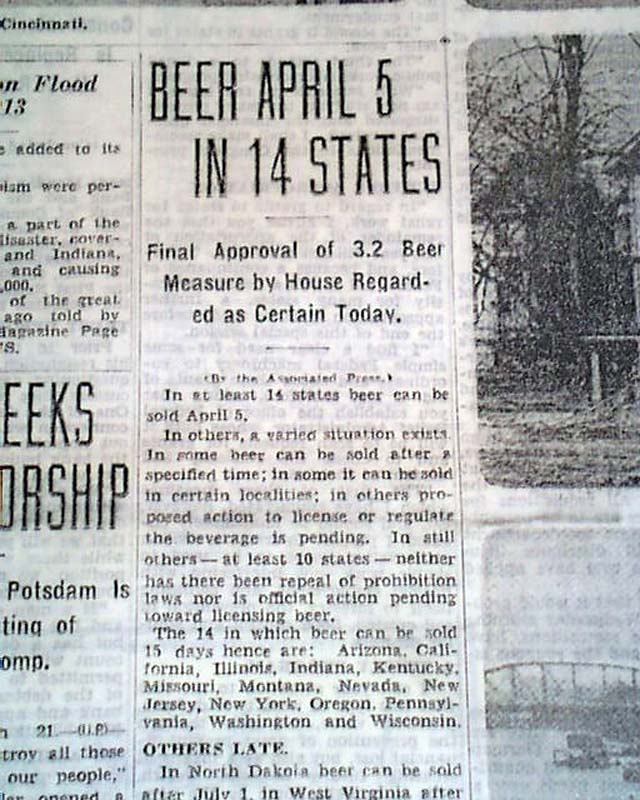 Cincinnati.
on Flood
'13
e added to its
ism were per-
a part of the
disaster, cover-
and Indiana,
and causing
,000.
of the great
ago told by
Magazine Page
'S.
EEKS
ORSHIP
Potsdam Is
ting of
omp.
h 21.—(I.P.)—
troy all those
our people,"
ler opened a
BEER APRIL 5
IN 14 STATES
Final Approval of 3.2 Beer
Measure by House Regard-
ed as Certain Today.
(By the Associated Press.)
In at least 14 states beer can be
sold April 5.
In others, a varied situation exists.
In some beer can be sold after a
specified time; in some it can be sold
in certain localities; in others pro-
posed action to license or regulate
the beverage is pending. In still
others—at least 10 states—neither
has there been repeal of prohibition
laws nor is official action pending
toward licensing beer.
The 14 in which beer can be sold
15 days hence are: Arizona, Cali-
fornia, Illinois, Indiana, Kentucky,
Missouri, Montana, Nevada, New
Jersey, New York, Oregon, Pennsyl-
vania, Washington and Wisconsin.
OTHERS LATE.
In North Dakota beer can be sold
after July 1, in West Virginia after